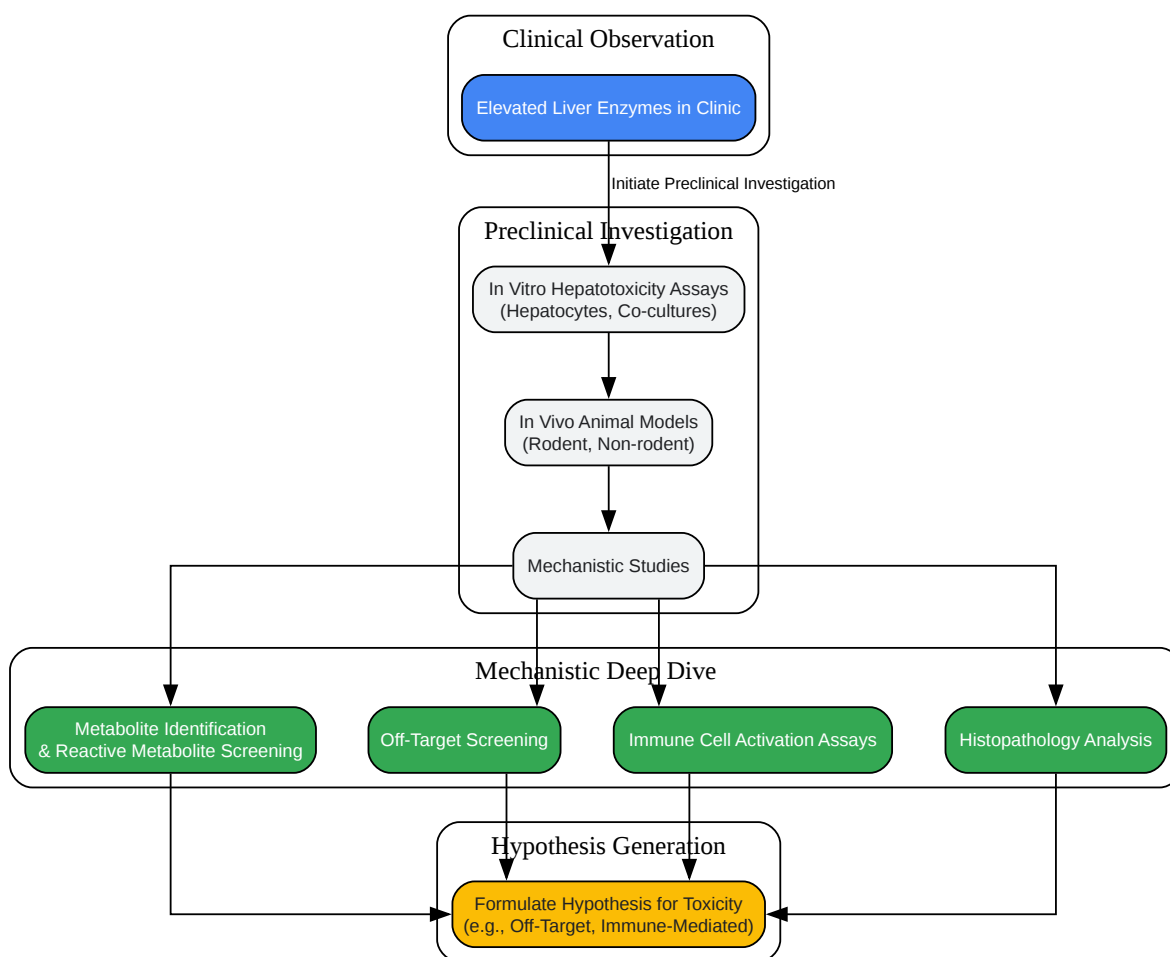 Clinical Observation
Elevated Liver Enzymes in Clinic
Initiate Preclinical Investigation
Preclinical Investigation
In Vitro Hepatotoxicity Assays
(Hepatocytes, Co-cultures)
In Vivo Animal Models
(Rodent, Non-rodent)
Mechanistic Studies
Mechanistic Deep Dive
Metabolite Identification
& Reactive Metabolite Screening
Off-Target Screening
Immune Cell Activation Assays
Histopathology Analysis
Hypothesis Generation
Formulate Hypothesis for Toxicity
(e.g., Off-Target, Immune-Mediated)